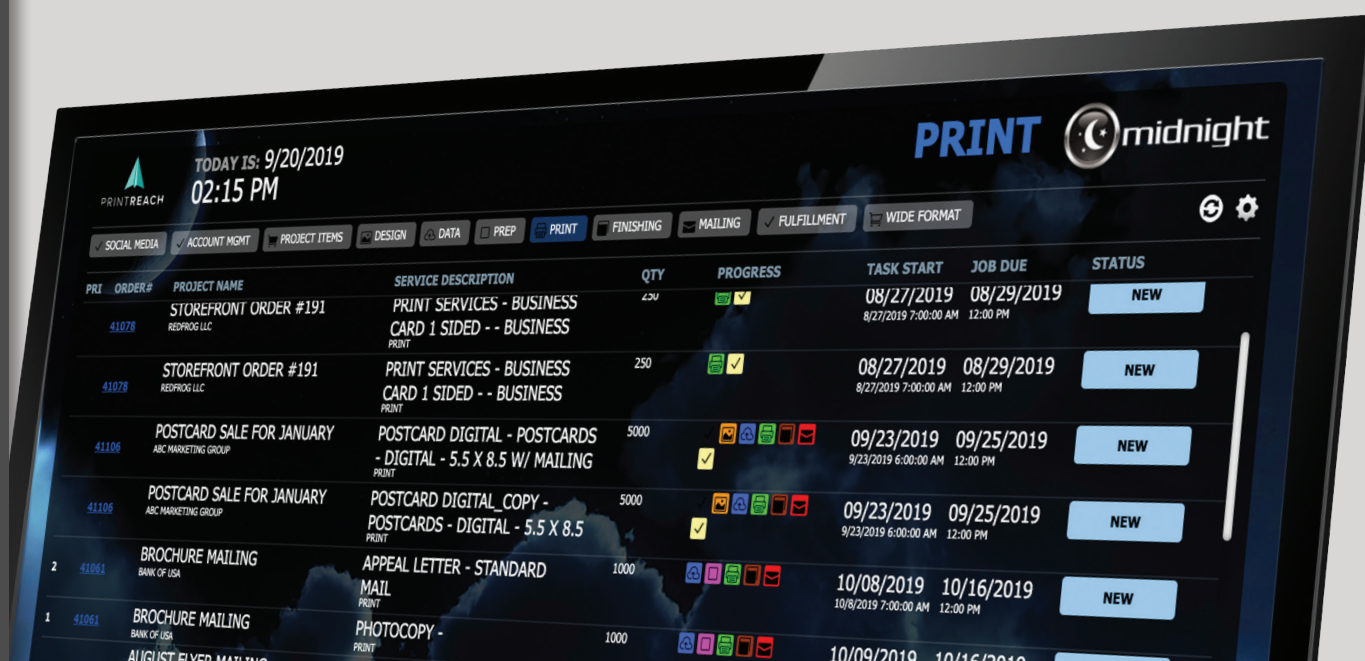 PRINT midnight
TODAY IS: 9/20/2019
02:15 PM
PRINTREACH
SOCIAL MEDIA ACCOUNT MGMT PROJECT ITEMS DESIGN DATA PREP PRINT FINISHING MAILING FULFILLMENT WIDE FORMAT
PRI ORDER# PROJECT NAME SERVICE DESCRIPTION QTY PROGRESS TASK START JOB DUE STATUS
STOREFRONT ORDER #191 PRINT SERVICES - BUSINESS 250 08/27/2019 08/29/2019 NEW
41078 REDFROG LLC CARD 1 SIDED - - BUSINESS 8/27/2019 7:00:00 AM 12:00 PM
PRINT
STOREFRONT ORDER #191 PRINT SERVICES - BUSINESS 250 08/27/2019 08/29/2019 NEW
41078 REDFROG LLC CARD 1 SIDED - - BUSINESS 8/27/2019 7:00:00 AM 12:00 PM
PRINT
POSTCARD SALE FOR JANUARY POSTCARD DIGITAL - POSTCARDS 5000 09/23/2019 09/25/2019 NEW
41106 ABC MARKETING GROUP - DIGITAL - 5.5 X 8.5 W/ MAILING 9/23/2019 6:00:00 AM 12:00 PM
PRINT
POSTCARD SALE FOR JANUARY POSTCARD DIGITAL_COPY - 5000 09/23/2019 09/25/2019 NEW
41106 ABC MARKETING GROUP POSTCARDS - DIGITAL - 5.5 X 8.5 9/23/2019 6:00:00 AM 12:00 PM
PRINT
2 41061 BROCHURE MAILING APPEAL LETTER - STANDARD 1000 10/08/2019 10/16/2019 NEW
BANK OF USA MAIL 10/8/2019 7:00:00 AM 12:00 PM
PRINT
1 41061 BROCHURE MAILING PHOTOCOPY - 1000 10/09/2019 10/16/2019
BANK OF USA PRINT
AUGUST FLYER MAILING